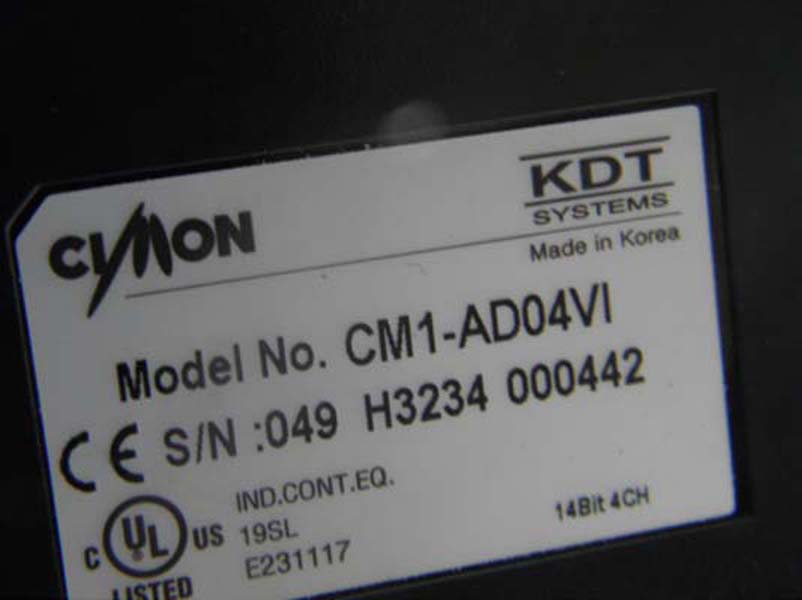 CIMON
KDT
SYSTEMS
Made in Korea
Model No. CM1-AD04VI
CE S/N :049 H3234 000442
C UL US
LISTED
IND.CONT.EQ.
19SL
E231117
14Bit 4CH